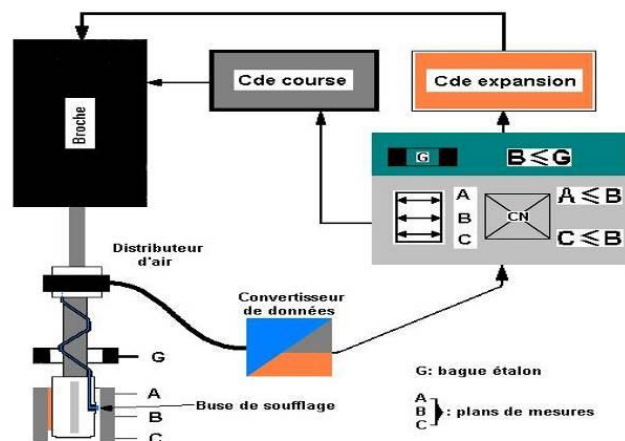 Broche
Cde course
Cde expansion
G
B≤G
A
B
C
CN
A≤B
C≤B
Distributeur
d'air
Convertisseur
de données
G
A
B
C
Buse de soufflage
G: bague étalon
A
B : plans de mesures
C